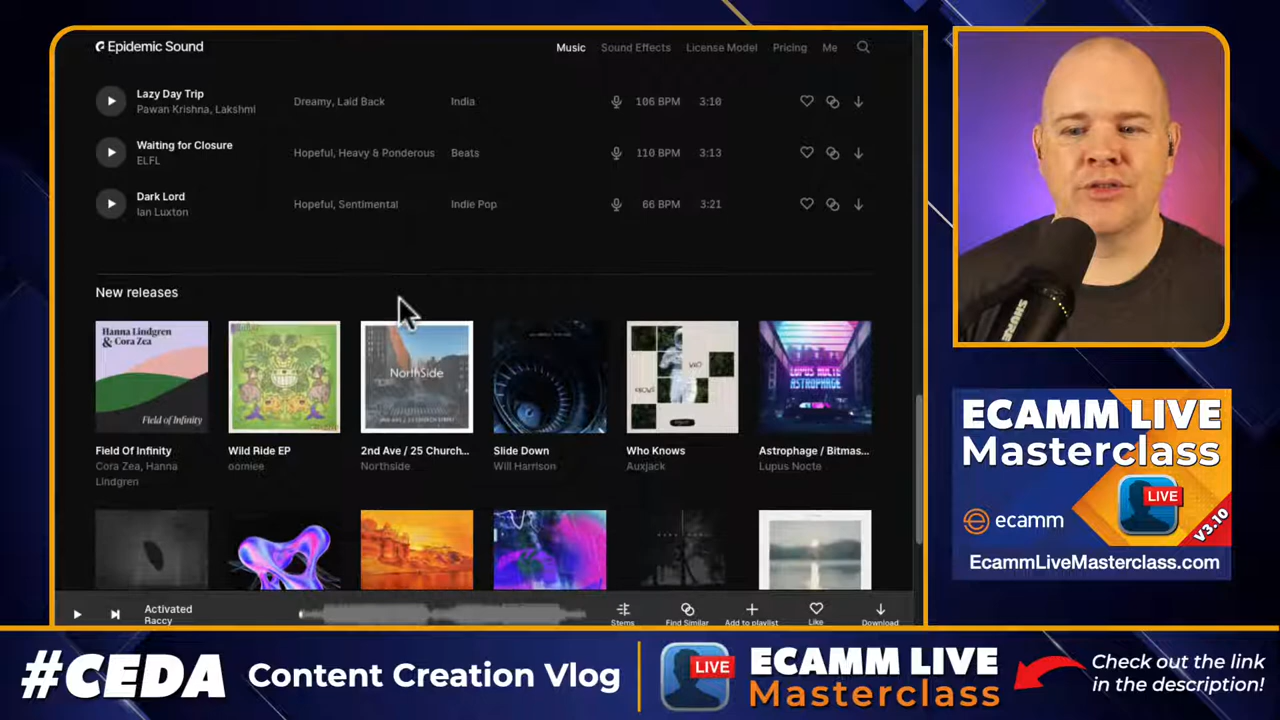 Epidemic Sound
Music
Sound Effects
License Model
Pricing
Me
Lazy Day Trip
Pawan Krishna, Lakshmi
Dreamy, Laid Back
India
106 BPM
3:10
Waiting for Closure
ELFL
Hopeful, Heavy & Ponderous
Beats
110 BPM
3:13
Dark Lord
Ian Luxton
Hopeful, Sentimental
Indie Pop
66 BPM
3:21
New releases
Hanna Lindgren
& Cora Zea
Field of Infinity
NorthSide
WHO
KNOWS
LUPUS NOCTE
ASTROPHAGE
Field Of Infinity
Cora Zea, Hanna
Lindgren
Wild Ride EP
oomiee
2nd Ave / 25 Church...
Northside
Slide Down
Will Harrison
Who Knows
Auxjack
Astrophage / Bitmas...
Lupus Nocte
Activated
Raccy
Stems
Find Similar
Add to playlist
Like
Download
SHURE
ECAMM LIVE
Masterclass
ecamm
LIVE
V3.10
EcammLiveMasterclass.com
#CEDA
Content Creation Vlog
LIVE
ECAMM LIVE
Masterclass
Check out the link
in the description!